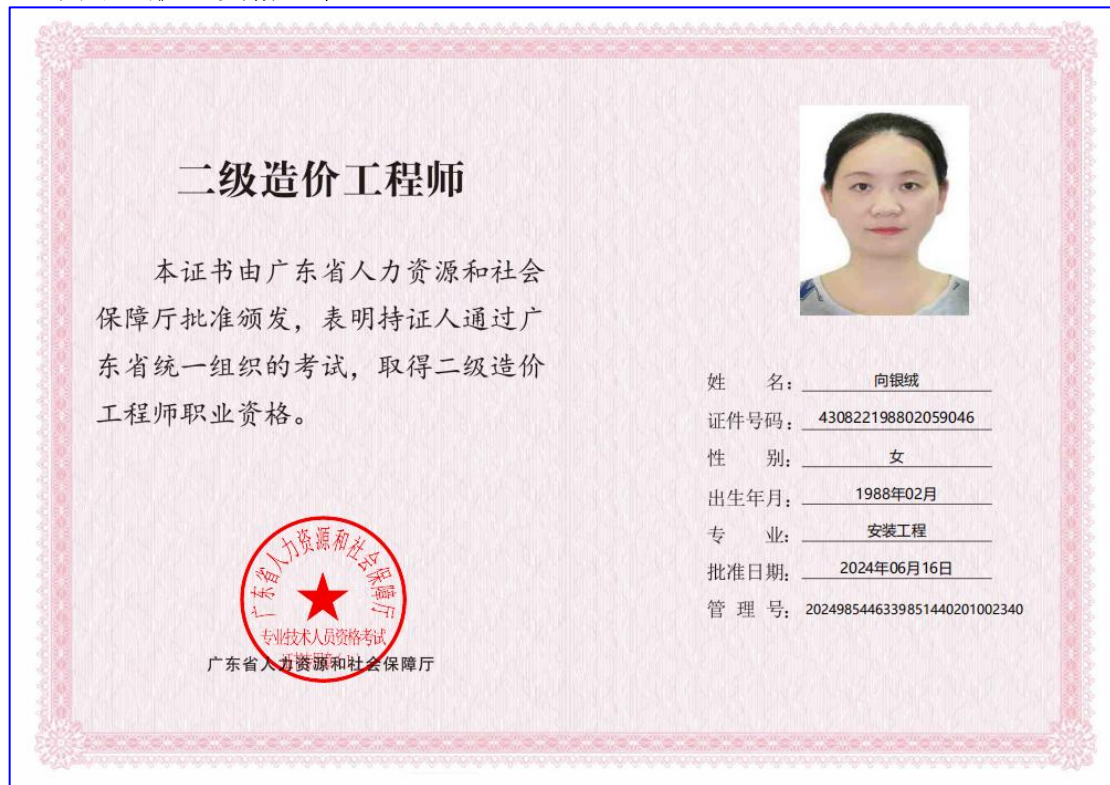 二级造价工程师
本证书由广东省人力资源和社会
保障厅批准颁发，表明持证人通过广
东省统一组织的考试，取得二级造价
工程师职业资格。
广东省人力资源和社会保障厅
专业技术人员资格考试
广东省人力资源和社会保障厅
姓 名：向银绒
证件号码：430822198802059046
性 别：女
出生年月：1988年02月
专 业：安装工程
批准日期：2024年06月16日
管 理 号：20249854463398514402010023​40